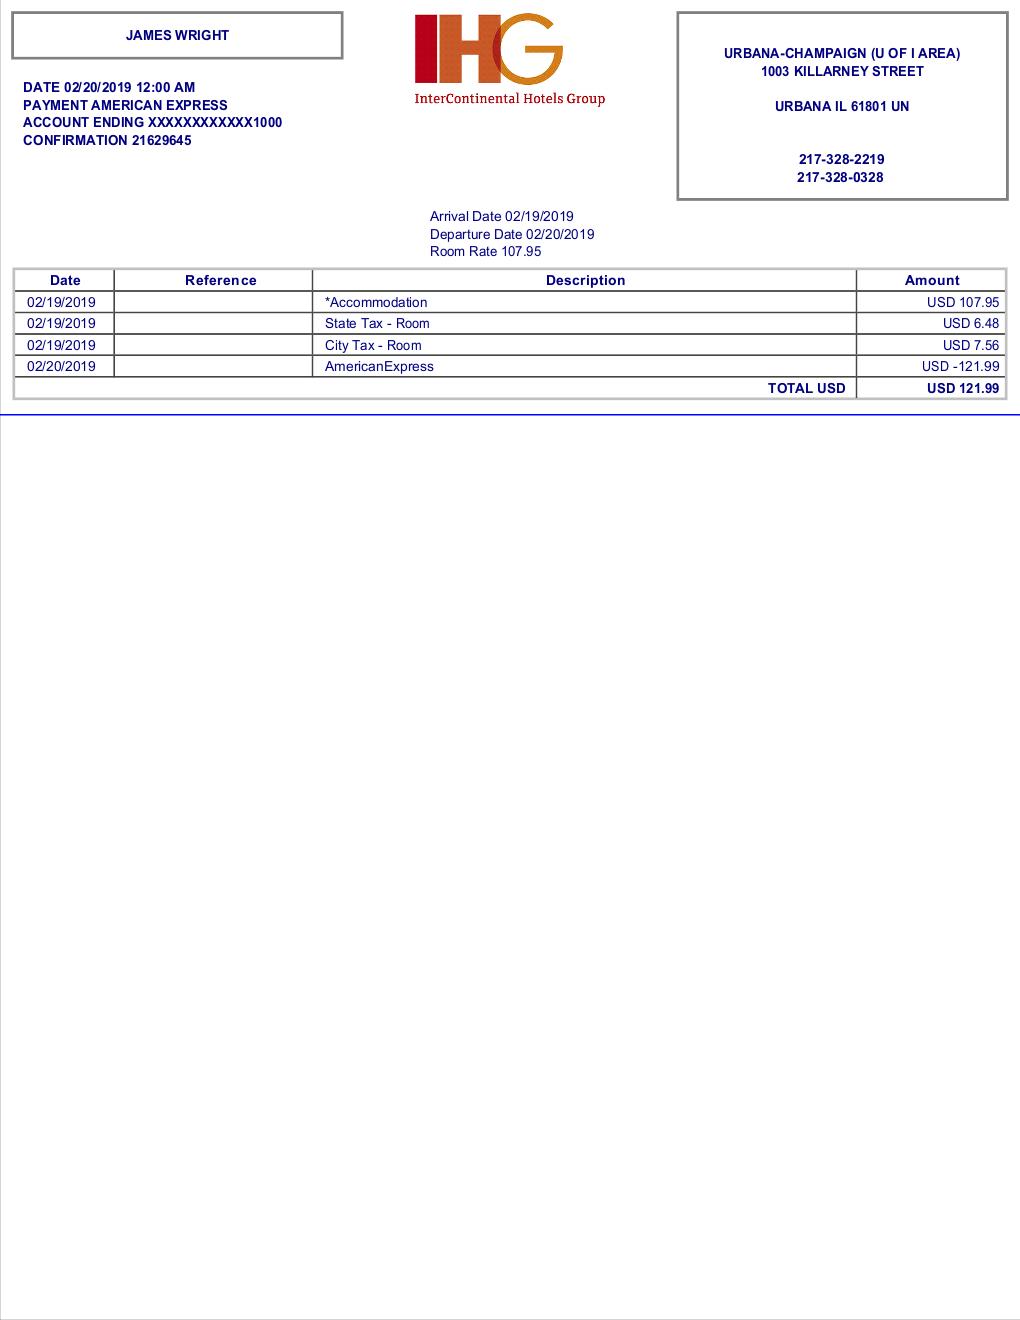 JAMES WRIGHT
DATE 02/20/2019 12:00 AM
PAYMENT AMERICAN EXPRESS
ACCOUNT ENDING XXXXXXXXXXXX1000
CONFIRMATION 21629645
IHG
InterContinental Hotels Group
URBANA-CHAMPAIGN (U OF I AREA)
1003 KILLARNEY STREET
URBANA IL 61801 UN
217-328-2219
217-328-0328
Arrival Date 02/19/2019
Departure Date 02/20/2019
Room Rate 107.95
Date Reference Description Amount
02/19/2019 *Accommodation USD 107.95
02/19/2019 State Tax - Room USD 6.48
02/19/2019 City Tax - Room USD 7.56
02/20/2019 AmericanExpress USD -121.99
TOTAL USD USD 121.99